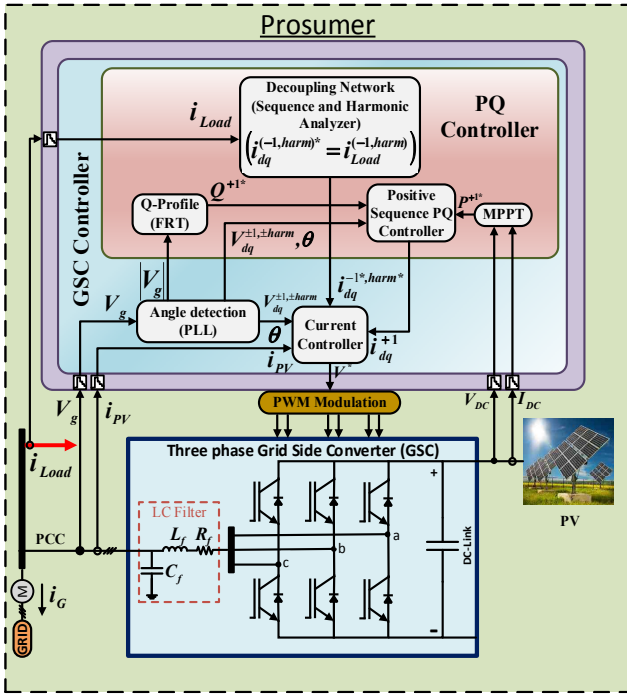 Prosumer
Decoupling Network
(Sequence and Harmonic
Analyzer)
(i_dq^(-1,harm)* = i_Load^(-1,harm))
PQ
Controller
i_Load
GSC Controller
Q-Profile
(FRT)
Q^+1*
Positive
Sequence PQ
Controller
P^+1*
MPPT
V_dq^±1,±harm, θ
|V_g|
V_g
Angle detection
(PLL)
V_dq^±1,±harm
θ
i_PV
Current
Controller
i_dq^-1*,harm*
i_dq^+1
V^*
V_g
i_PV
PWM Modulation
V_DC
I_DC
i_Load
Three phase Grid Side Converter (GSC)
LC Filter
L_f
R_f
C_f
PCC
a
b
c
+
-
DC-Link
PV
M
i_G
GRID